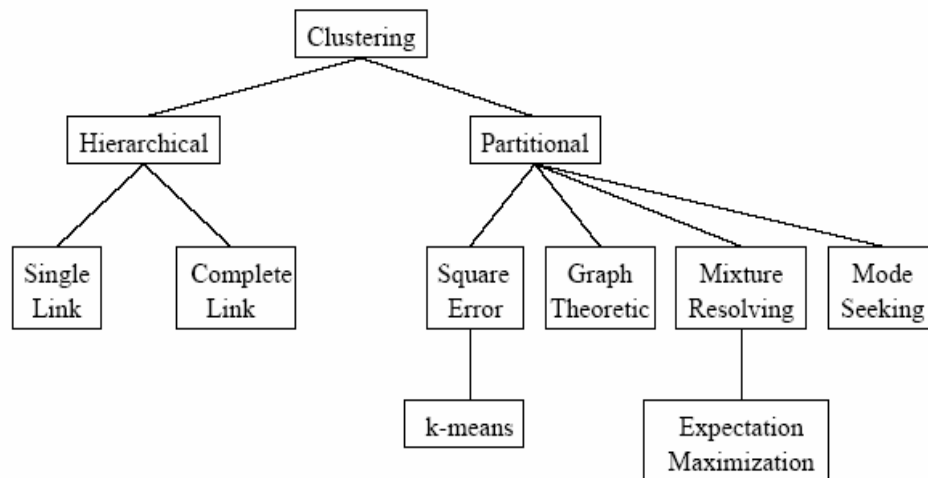 Clustering
Hierarchical
Partitional
Single
Link
Complete
Link
Square
Error
Graph
Theoretic
Mixture
Resolving
Mode
Seeking
k-means
Expectation
Maximization